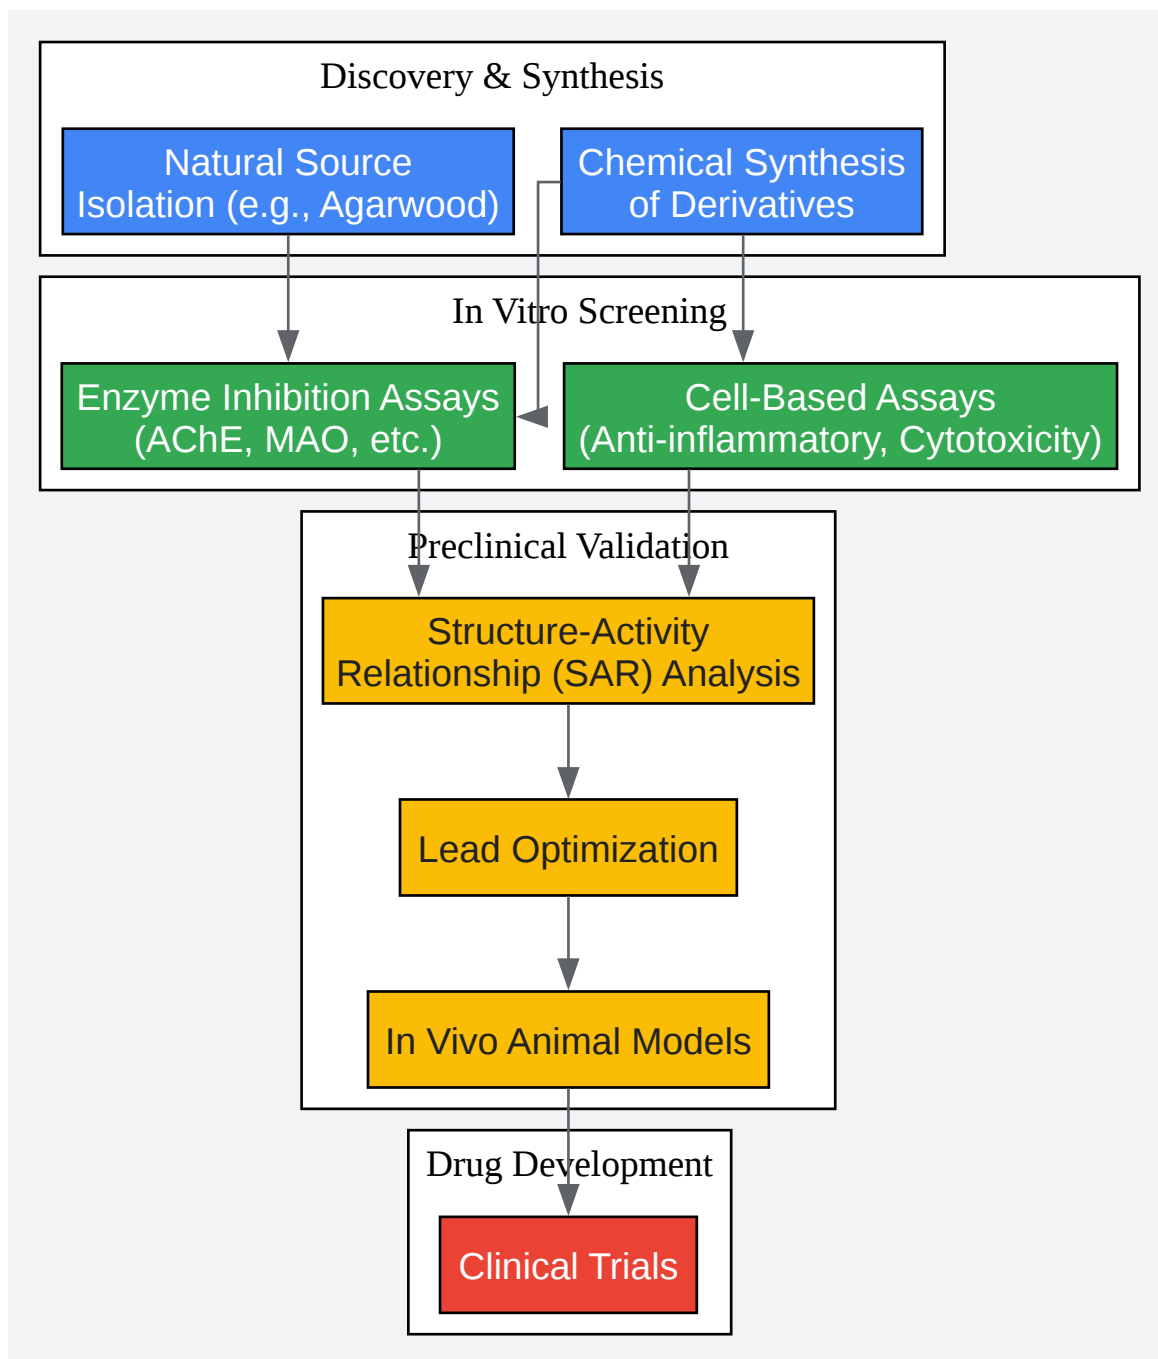 Discovery & Synthesis
Natural Source
Isolation (e.g., Agarwood)
Chemical Synthesis
of Derivatives
In Vitro Screening
Enzyme Inhibition Assays
(AChE, MAO, etc.)
Cell-Based Assays
(Anti-inflammatory, Cytotoxicity)
Preclinical Validation
Structure-Activity
Relationship (SAR) Analysis
Lead Optimization
In Vivo Animal Models
Drug Development
Clinical Trials